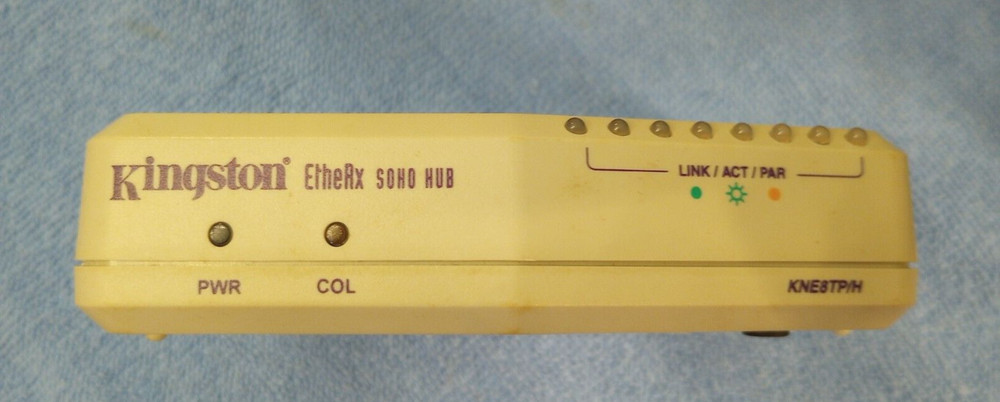 Kingston® EtheRx SOHO HUB
LINK / ACT / PAR
PWR
COL
KNE8TP/H